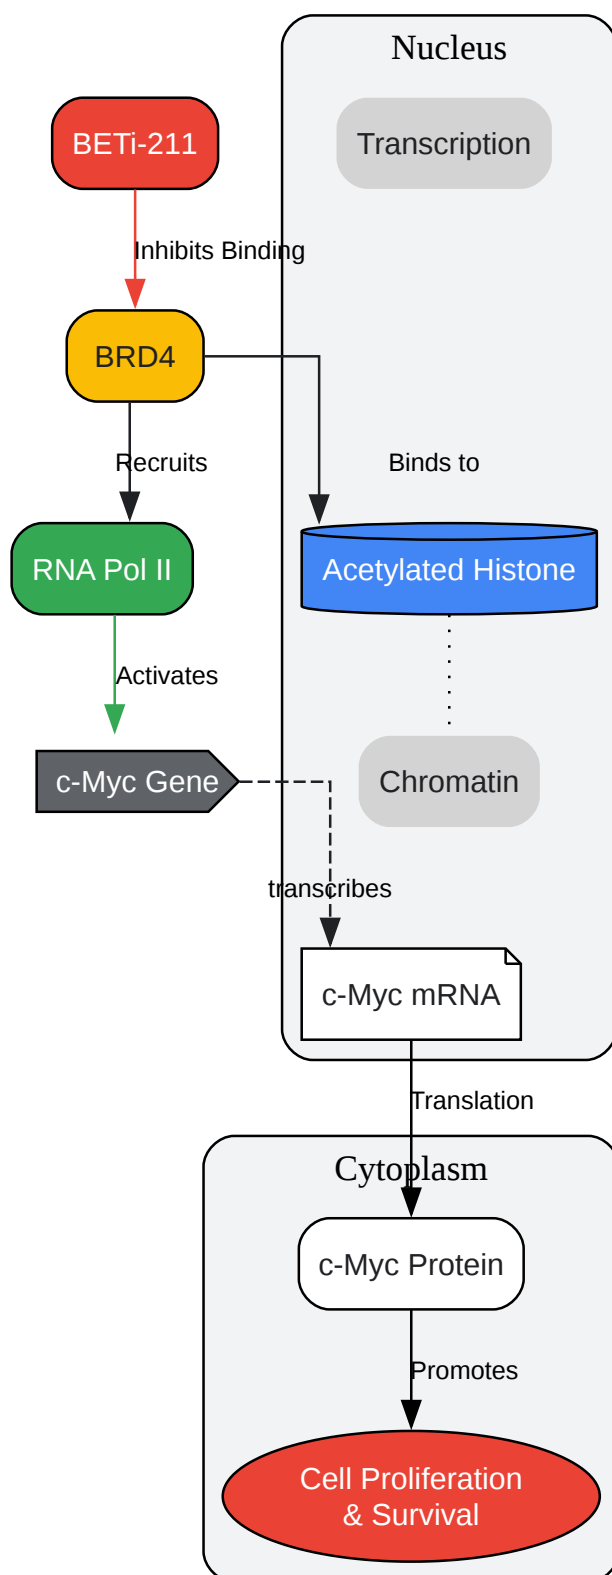 Nucleus
BETi-211
Transcription
Inhibits Binding
BRD4
Recruits
Binds to
RNA Pol II
Acetylated Histone
Activates
c-Myc Gene
Chromatin
transcribes
c-Myc mRNA
Translation
Cytoplasm
c-Myc Protein
Promotes
Cell Proliferation
& Survival